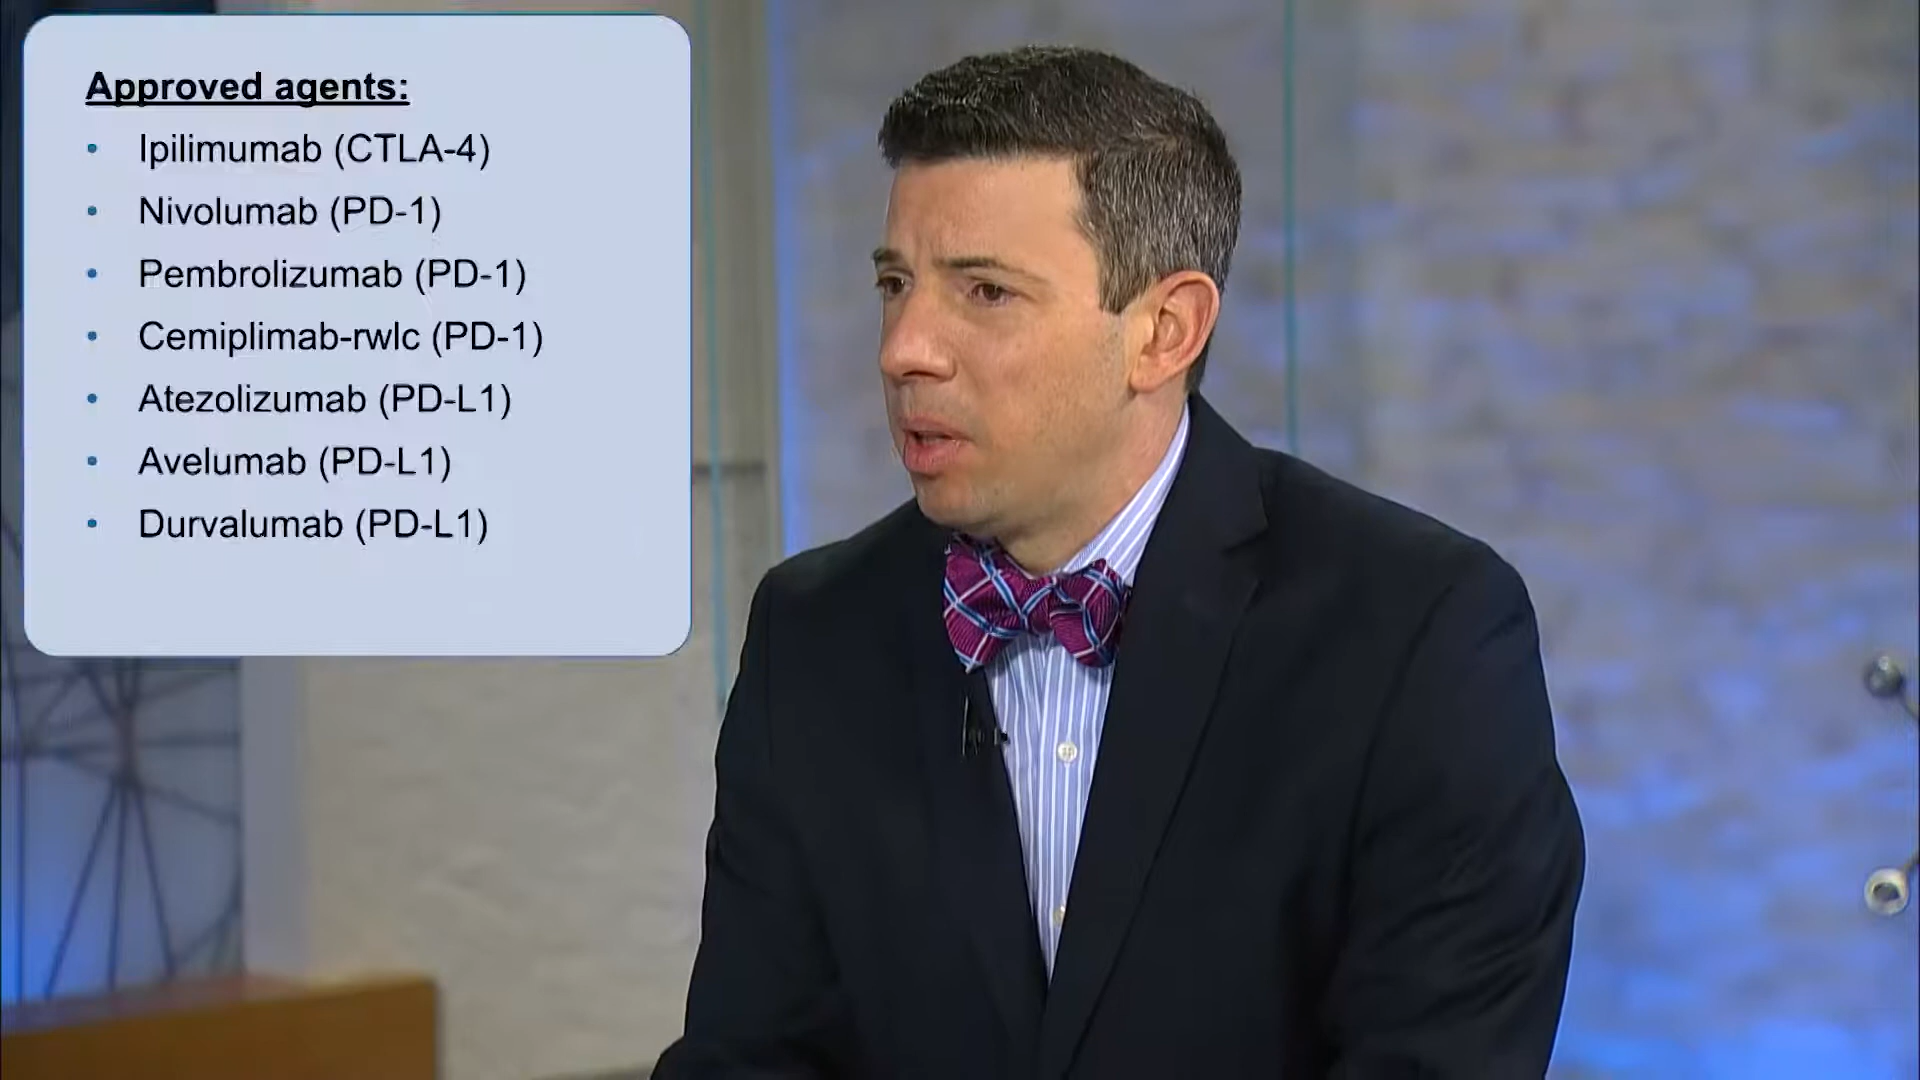 Approved agents:
• Ipilimumab (CTLA-4)
• Nivolumab (PD-1)
• Pembrolizumab (PD-1)
• Cemiplimab-rwlc (PD-1)
• Atezolizumab (PD-L1)
• Avelumab (PD-L1)
• Durvalumab (PD-L1)